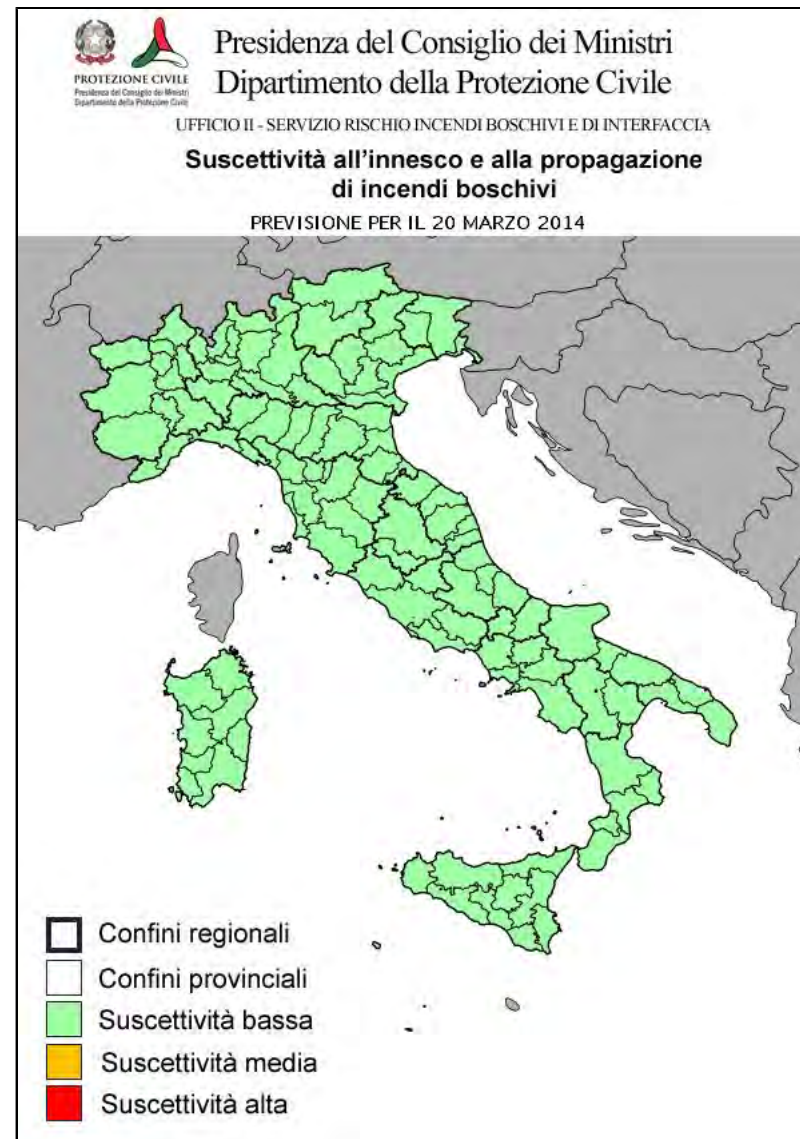 Presidenza del Consiglio dei Ministri
Dipartimento della Protezione Civile
PROTEZIONE CIVILE
Presidenza del Consiglio dei Ministri
Dipartimento della Protezione Civile
UFFICIO II - SERVIZIO RISCHIO INCENDI BOSCHIVI E DI INTERFACCIA
Suscettività all'innesco e alla propagazione
di incendi boschivi
PREVISIONE PER IL 20 MARZO 2014
Confini regionali
Confini provinciali
Suscettività bassa
Suscettività media
Suscettività alta